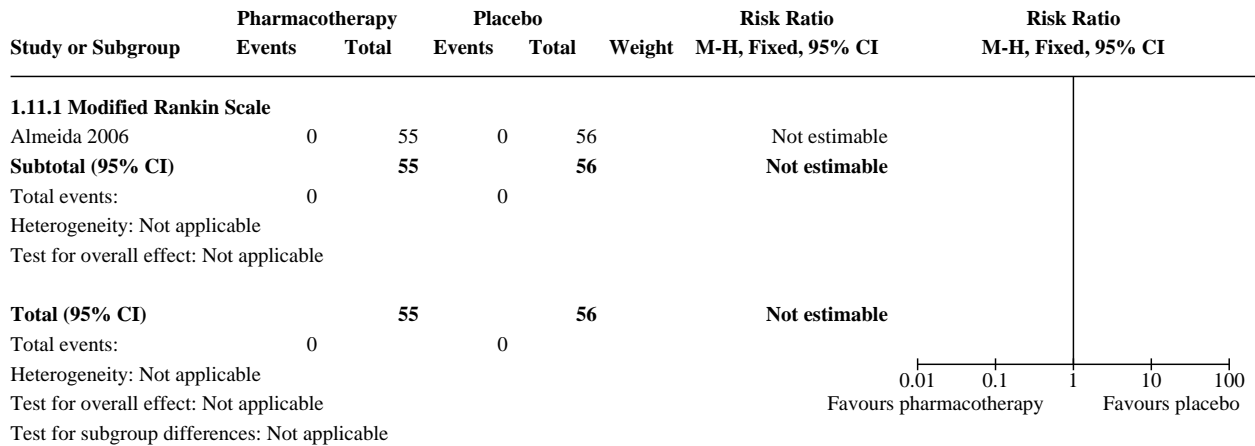 Pharmacotherapy Placebo Risk Ratio Risk Ratio
Study or Subgroup Events Total Events Total Weight M-H, Fixed, 95% CI M-H, Fixed, 95% CI
1.11.1 Modified Rankin Scale
Almeida 2006 0 55 0 56 Not estimable
Subtotal (95% CI) 55 56 Not estimable
Total events: 0 0
Heterogeneity: Not applicable
Test for overall effect: Not applicable
Total (95% CI) 55 56 Not estimable
Total events: 0 0
Heterogeneity: Not applicable
0.01 0.1 1 10 100
Test for overall effect: Not applicable
Favours pharmacotherapy Favours placebo
Test for subgroup differences: Not applicable